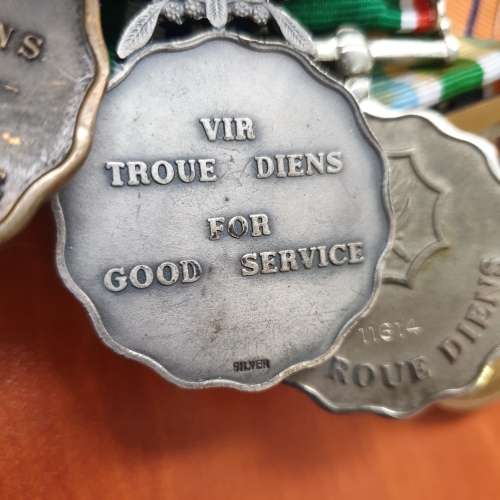 NS
VIR
TROUE DIENS
FOR
GOOD SERVICE
SILVER
11614
ROUE DIENS